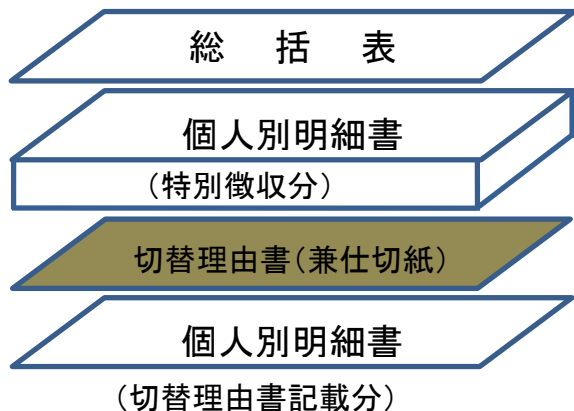 総　括　表
個人別明細書
（特別徴収分）
切替理由書（兼仕切紙）
個人別明細書
（切替理由書記載分）